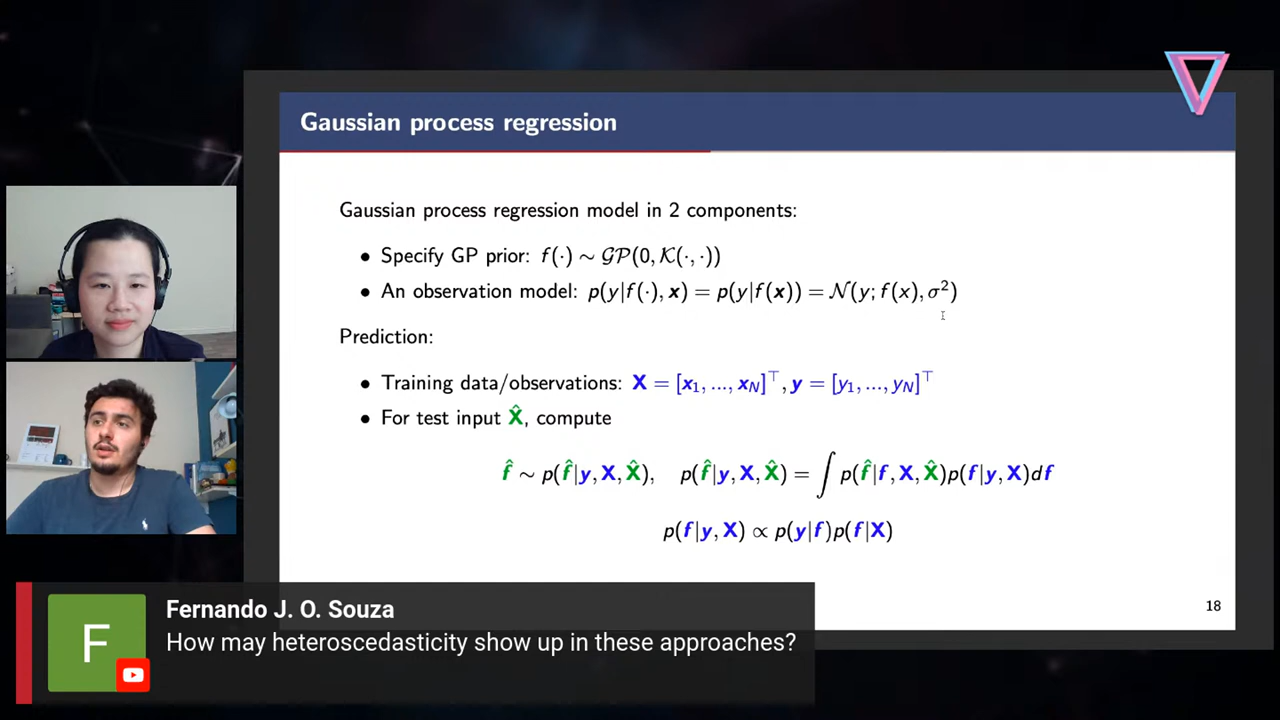 Gaussian process regression
Gaussian process regression model in 2 components:
• Specify GP prior: f(·) ∼ 𝒢𝒫(0, 𝒦(·, ·))
• An observation model: p(y|f(·), x) = p(y|f(x)) = 𝒩(y; f(x), σ²)
Prediction:
• Training data/observations: X = [x₁, ..., x_N]^⊤, y = [y₁, ..., y_N]^⊤
• For test input X̂, compute
f̂ ∼ p(f̂|y, X, X̂), p(f̂|y, X, X̂) = ∫ p(f̂|f, X, X̂)p(f|y, X)df
p(f|y, X) ∝ p(y|f)p(f|X)
18
F
Fernando J. O. Souza
How may heteroscedasticity show up in these approaches?